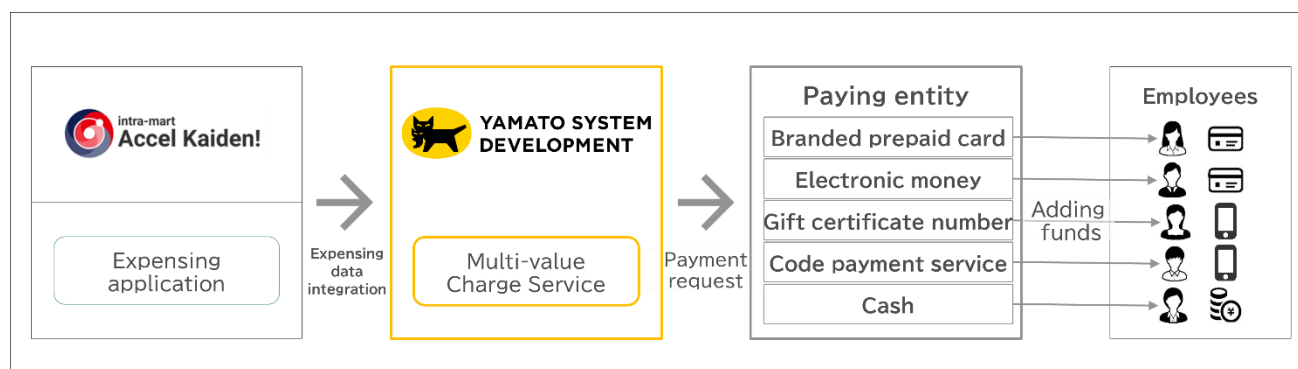 intra-mart
Accel Kaiden!
Expensing
application
Expensing
data
integration
YAMATO SYSTEM
DEVELOPMENT
Multi-value
Charge Service
Payment
request
Paying entity
Branded prepaid card
Electronic money
Gift certificate number
Code payment service
Cash
Adding
funds
Employees
¥